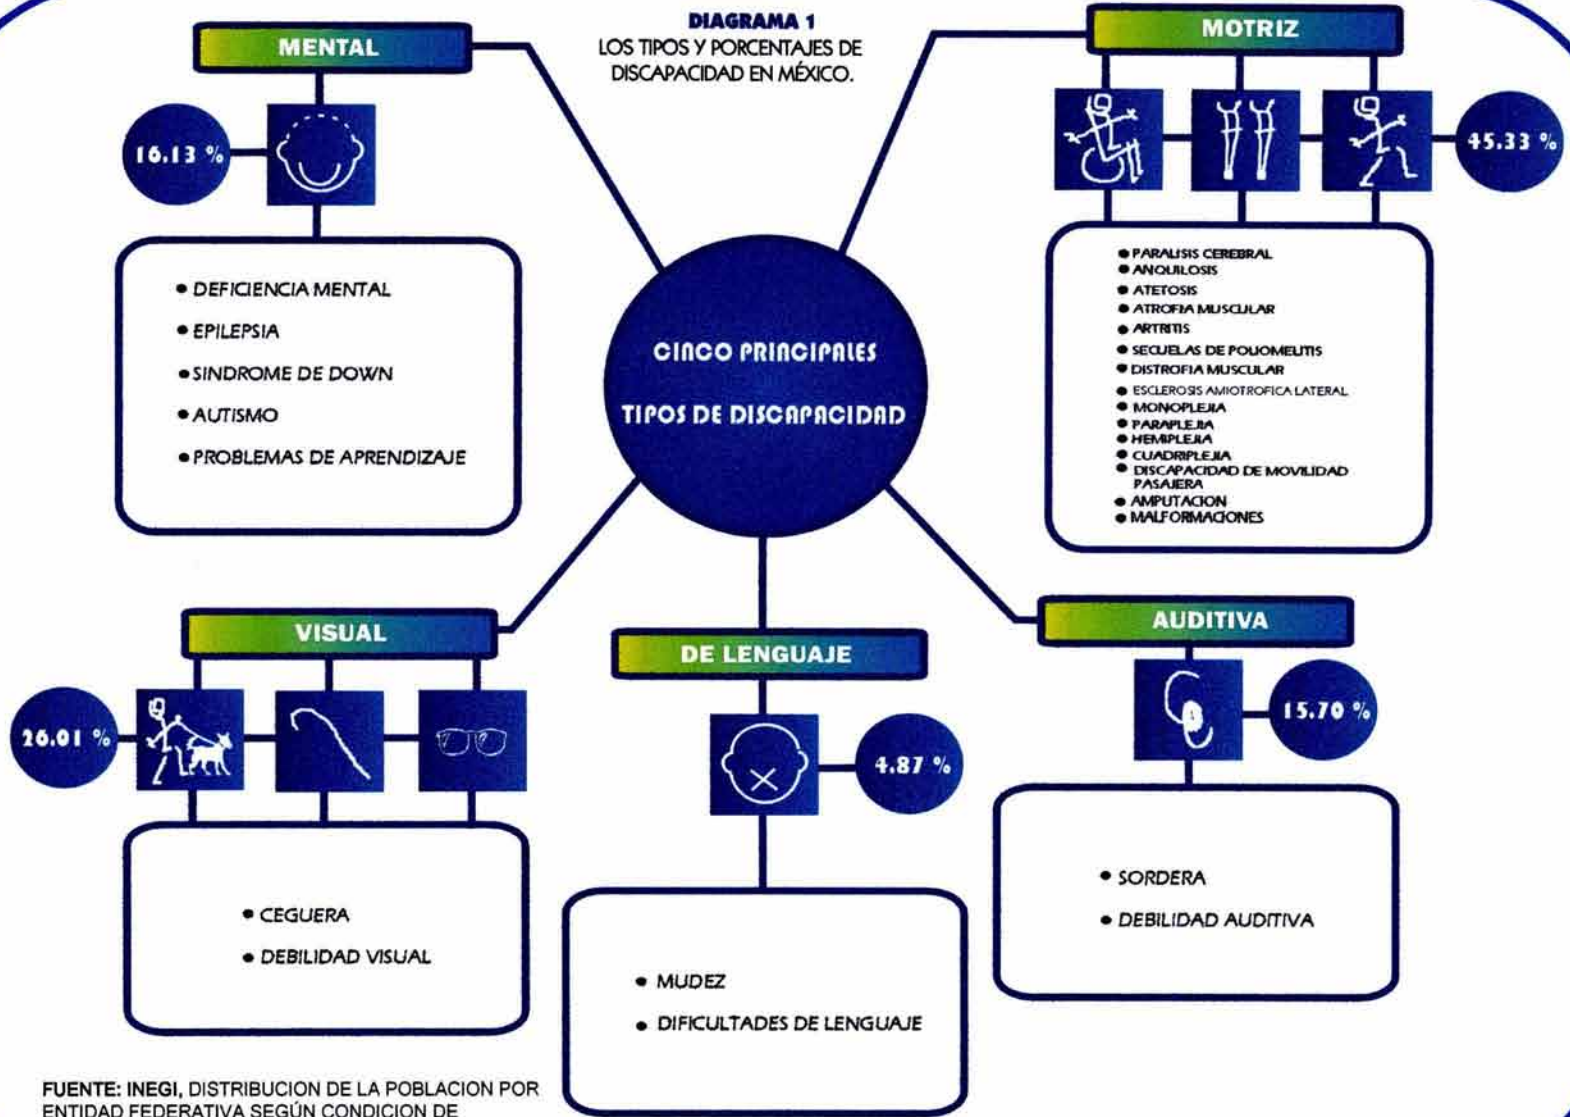 DIAGRAMA 1
LOS TIPOS Y PORCENTAJES DE
DISCAPACIDAD EN MÉXICO.
MENTAL
16.13 %
● DEFICIENCIA MENTAL
● EPILEPSIA
● SINDROME DE DOWN
● AUTISMO
● PROBLEMAS DE APRENDIZAJE
MOTRIZ
45.33 %
● PARALISIS CEREBRAL
● ANQUILOSIS
● ATETOSIS
● ATROFIA MUSCULAR
● ARTRITIS
● SECUELAS DE POLIOMELITIS
● DISTROFIA MUSCULAR
● ESCLEROSIS AMIOTROFICA LATERAL
● MONOPLEJIA
● PARAPLEJIA
● HEMIPLEJIA
● CUADRIPLEJIA
● DISCAPACIDAD DE MOVILIDAD
PASAJERA
● AMPUTACION
● MALFORMACIONES
CINCO PRINCIPALES
TIPOS DE DISCAPACIDAD
VISUAL
26.01 %
● CEGUERA
● DEBILIDAD VISUAL
DE LENGUAJE
4.87 %
● MUDEZ
● DIFICULTADES DE LENGUAJE
AUDITIVA
15.70 %
● SORDERA
● DEBILIDAD AUDITIVA
FUENTE: INEGI, DISTRIBUCION DE LA POBLACION POR
ENTIDAD FEDERATIVA SEGÚN CONDICION DE